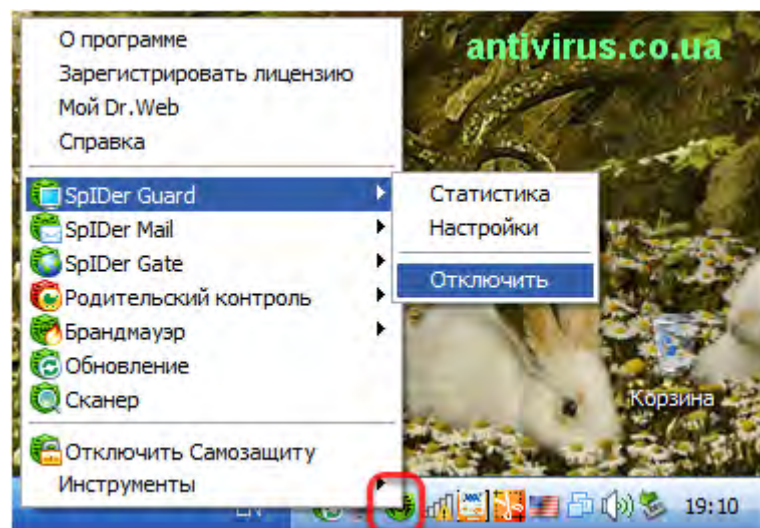 О программе
Зарегистрировать лицензию
Мой Dr.Web
Справка
SpIDer Guard
SpIDer Mail
SpIDer Gate
Родительский контроль
Брандмауэр
Обновление
Сканер
Отключить Самозащиту
Инструменты
Статистика
Настройки
Отключить
antivirus.co.ua
Корзина
EN
19:10